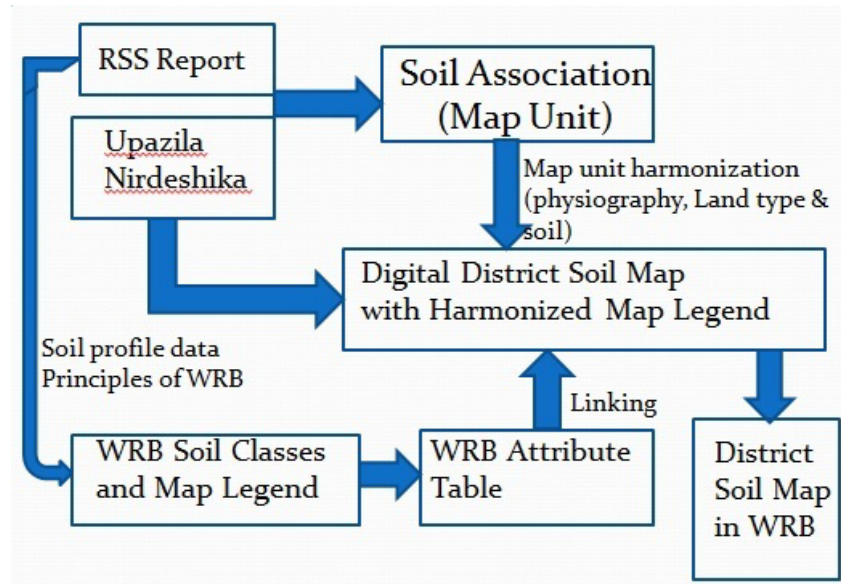 RSS Report
Soil Association
(Map Unit)
Upazila
Nirdeshika
Map unit harmonization
(physiography, Land type &
soil)
Digital District Soil Map
with Harmonized Map Legend
Soil profile data
Principles of WRB
Linking
WRB Soil Classes
and Map Legend
WRB Attribute
Table
District
Soil Map
in WRB